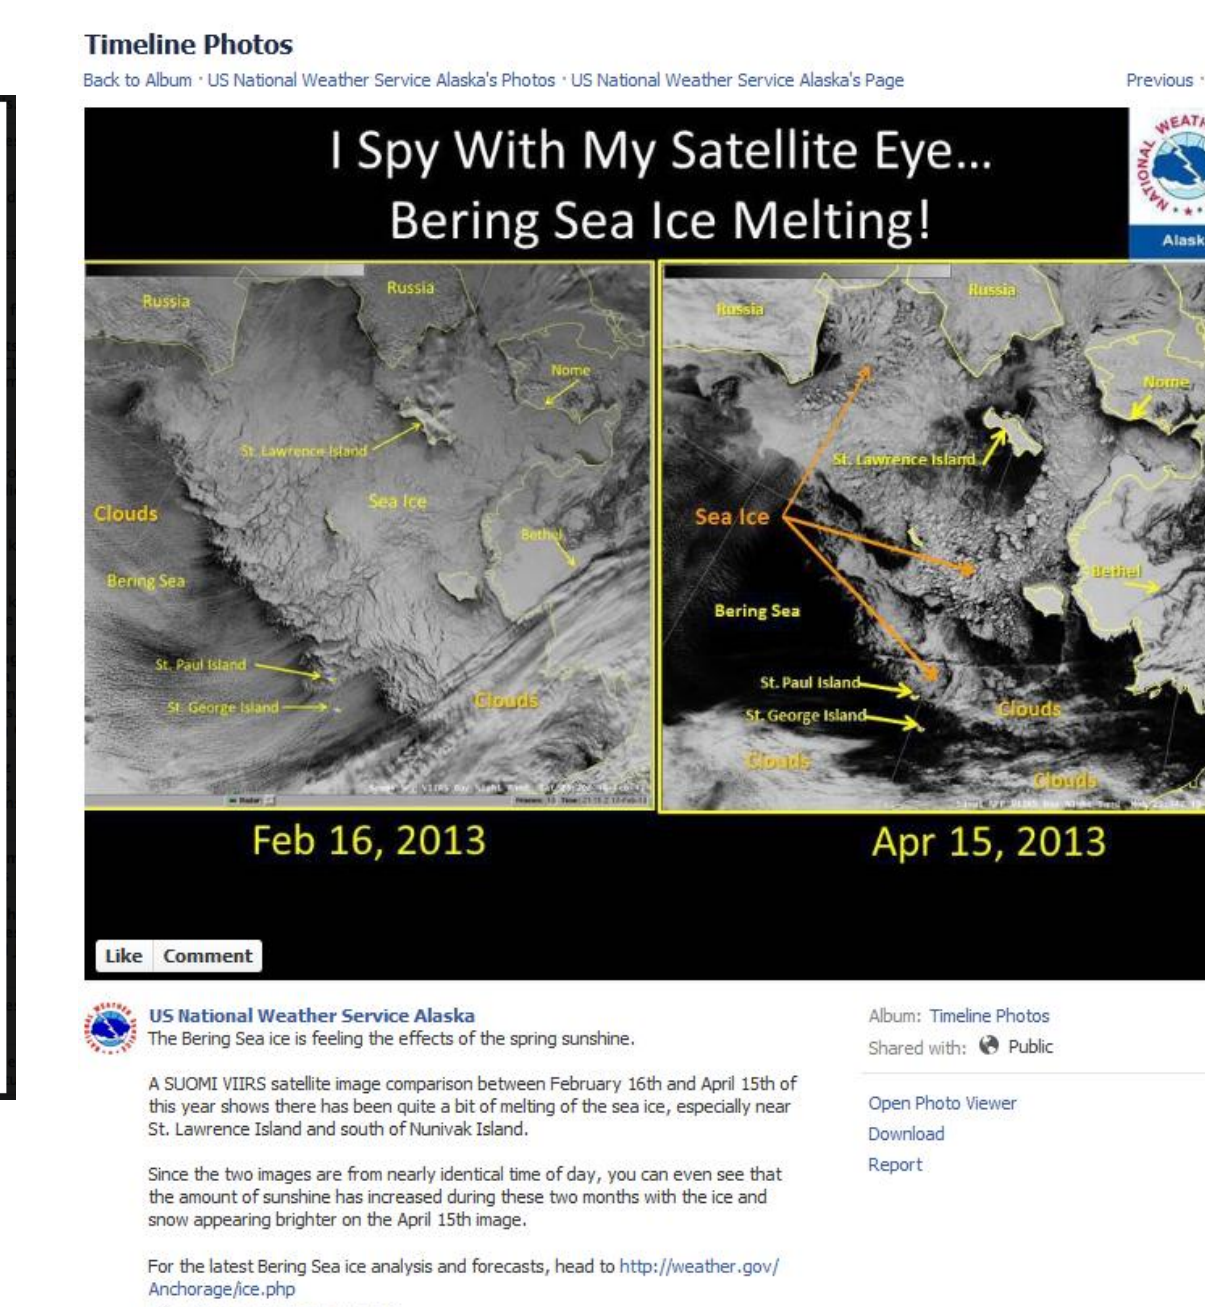 Timeline Photos
Back to Album · US National Weather Service Alaska's Photos · US National Weather Service Alaska's Page
Previous ·
I Spy With My Satellite Eye...
Bering Sea Ice Melting!
NATIONAL WEATH
Alask
Russia
Russia
Nome
St. Lawrence Island
Sea Ice
Clouds
Bethel
Bering Sea
St. Paul Island
St. George Island
Clouds
Feb 16, 2013
Russia
Russia
Nome
St. Lawrence Island
Sea Ice
Bethel
Bering Sea
St. Paul Island
St. George Island
Clouds
Clouds
Clouds
Apr 15, 2013
Like Comment
US National Weather Service Alaska
The Bering Sea ice is feeling the effects of the spring sunshine.
A SUOMI VIIRS satellite image comparison between February 16th and April 15th of
this year shows there has been quite a bit of melting of the sea ice, especially near
St. Lawrence Island and south of Nunivak Island.
Since the two images are from nearly identical time of day, you can even see that
the amount of sunshine has increased during these two months with the ice and
snow appearing brighter on the April 15th image.
For the latest Bering Sea ice analysis and forecasts, head to http://weather.gov/
Anchorage/ice.php
Album: Timeline Photos
Shared with: Public
Open Photo Viewer
Download
Report